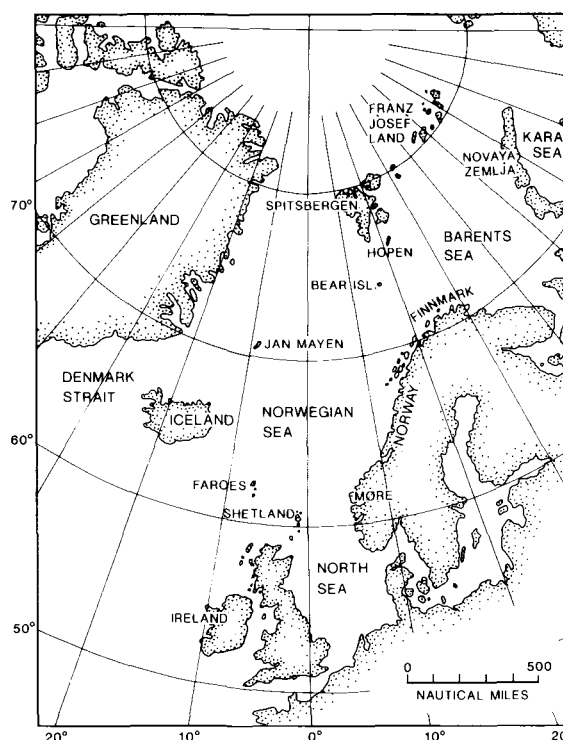 FRANZ
JOSEF
LAND
KARA
SEA
NOVAYA
ZEMLJA
70°
GREENLAND
SPITSBERGEN
BARENTS
SEA
HOPEN
BEAR ISL.
FINNMARK
JAN MAYEN
DENMARK
STRAIT
ICELAND
NORWEGIAN
SEA
NORWAY
60°
FAROES
MØRE
SHETLAND
NORTH
SEA
IRELAND
50°
0 500
NAUTICAL MILES
20° 10° 0° 10° 20